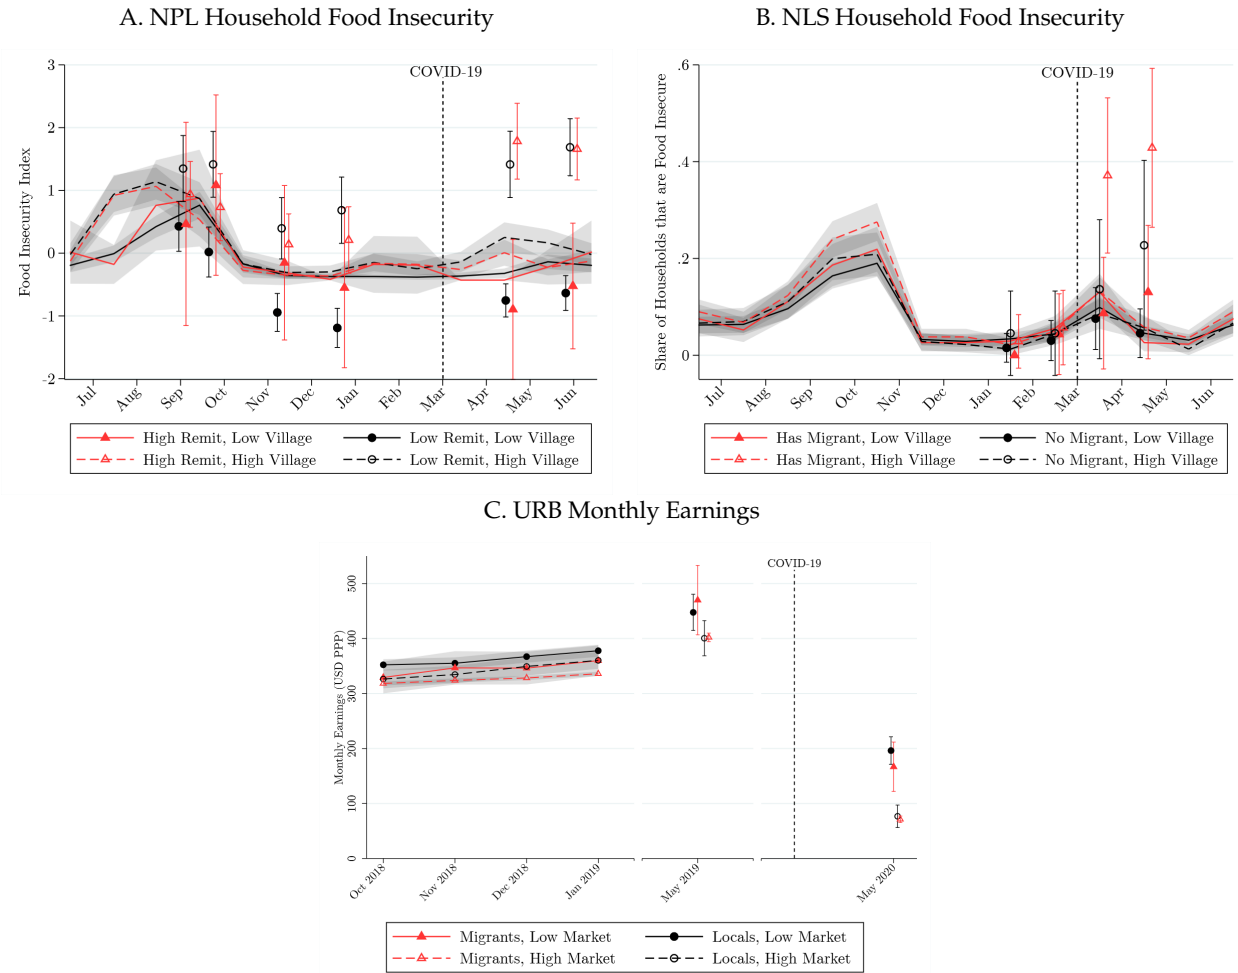 A. NPL Household Food Insecurity
COVID-19
Food Insecurity Index
3
2
1
0
-1
-2
Jul
Aug
Sep
Oct
Nov
Dec
Jan
Feb
Mar
Apr
May
Jun
High Remit, Low Village
Low Remit, Low Village
High Remit, High Village
Low Remit, High Village
B. NLS Household Food Insecurity
COVID-19
Share of Households that are Food Insecure
.6
.4
.2
0
Jul
Aug
Sep
Oct
Nov
Dec
Jan
Feb
Mar
Apr
May
Jun
Has Migrant, Low Village
No Migrant, Low Village
Has Migrant, High Village
No Migrant, High Village
C. URB Monthly Earnings
COVID-19
Monthly Earnings (USD PPP)
500
400
300
200
100
0
Oct 2018
Nov 2018
Dec 2018
Jan 2019
May 2019
May 2020
Migrants, Low Market
Locals, Low Market
Migrants, High Market
Locals, High Market